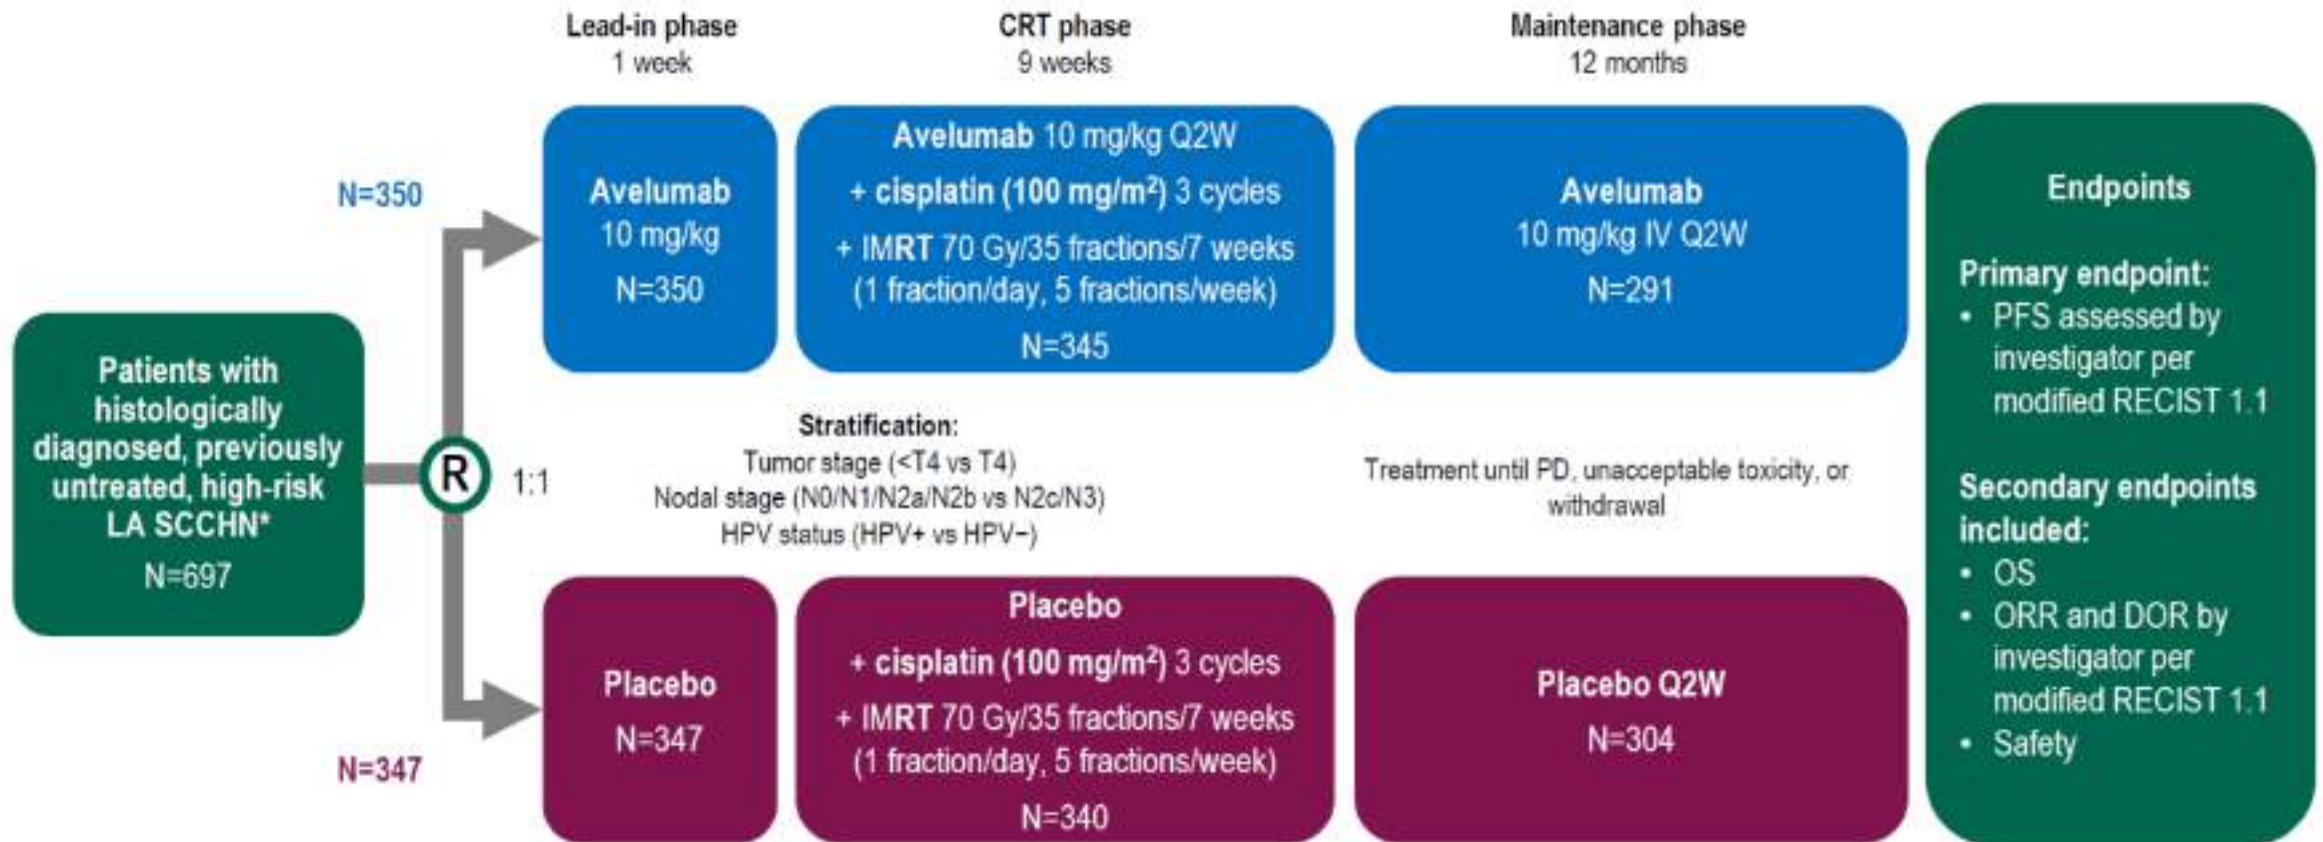 Lead-in phase
1 week
CRT phase
9 weeks
Maintenance phase
12 months
Patients with
histologically
diagnosed, previously
untreated, high-risk
LA SCCHN*
N=697
R
1:1
N=350
Avelumab
10 mg/kg
N=350
Avelumab 10 mg/kg Q2W
+ cisplatin (100 mg/m²) 3 cycles
+ IMRT 70 Gy/35 fractions/7 weeks
(1 fraction/day, 5 fractions/week)
N=345
Avelumab
10 mg/kg IV Q2W
N=291
Stratification:
Tumor stage (<T4 vs T4)
Nodal stage (N0/N1/N2a/N2b vs N2c/N3)
HPV status (HPV+ vs HPV−)
Treatment until PD, unacceptable toxicity, or
withdrawal
N=347
Placebo
N=347
Placebo
+ cisplatin (100 mg/m²) 3 cycles
+ IMRT 70 Gy/35 fractions/7 weeks
(1 fraction/day, 5 fractions/week)
N=340
Placebo Q2W
N=304
Endpoints
Primary endpoint:
• PFS assessed by
investigator per
modified RECIST 1.1
Secondary endpoints
included:
• OS
• ORR and DOR by
investigator per
modified RECIST 1.1
• Safety